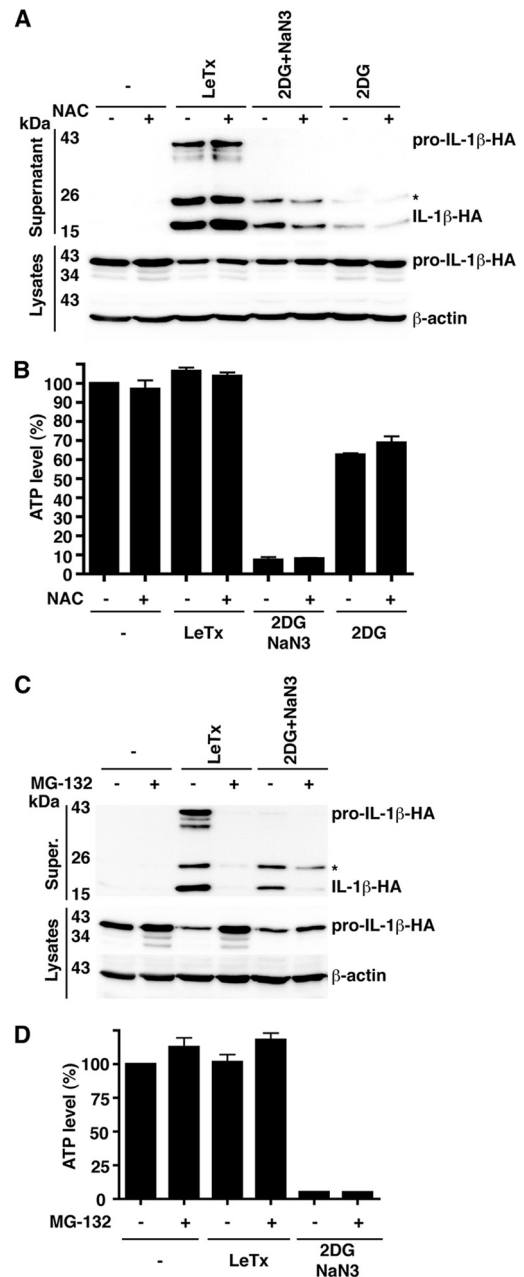 A
- LeTx 2DG+NaN3 2DG
NAC - + - + - + - +
kDa
Supernatant
43 pro-IL-1β-HA
26 *
15 IL-1β-HA
Lysates
43 pro-IL-1β-HA
34
43
β-actin
B
ATP level (%)
100
90
80
70
60
50
40
30
20
10
0
NAC - + - + - + - +
- LeTx 2DG NaN3 2DG
C
- LeTx 2DG+NaN3
MG-132 - + - + - +
kDa
Super.
43 pro-IL-1β-HA
26 *
15 IL-1β-HA
Lysates
43 pro-IL-1β-HA
34
43
β-actin
D
ATP level (%)
100
75
50
25
0
MG-132 - + - + - +
- LeTx 2DG NaN3